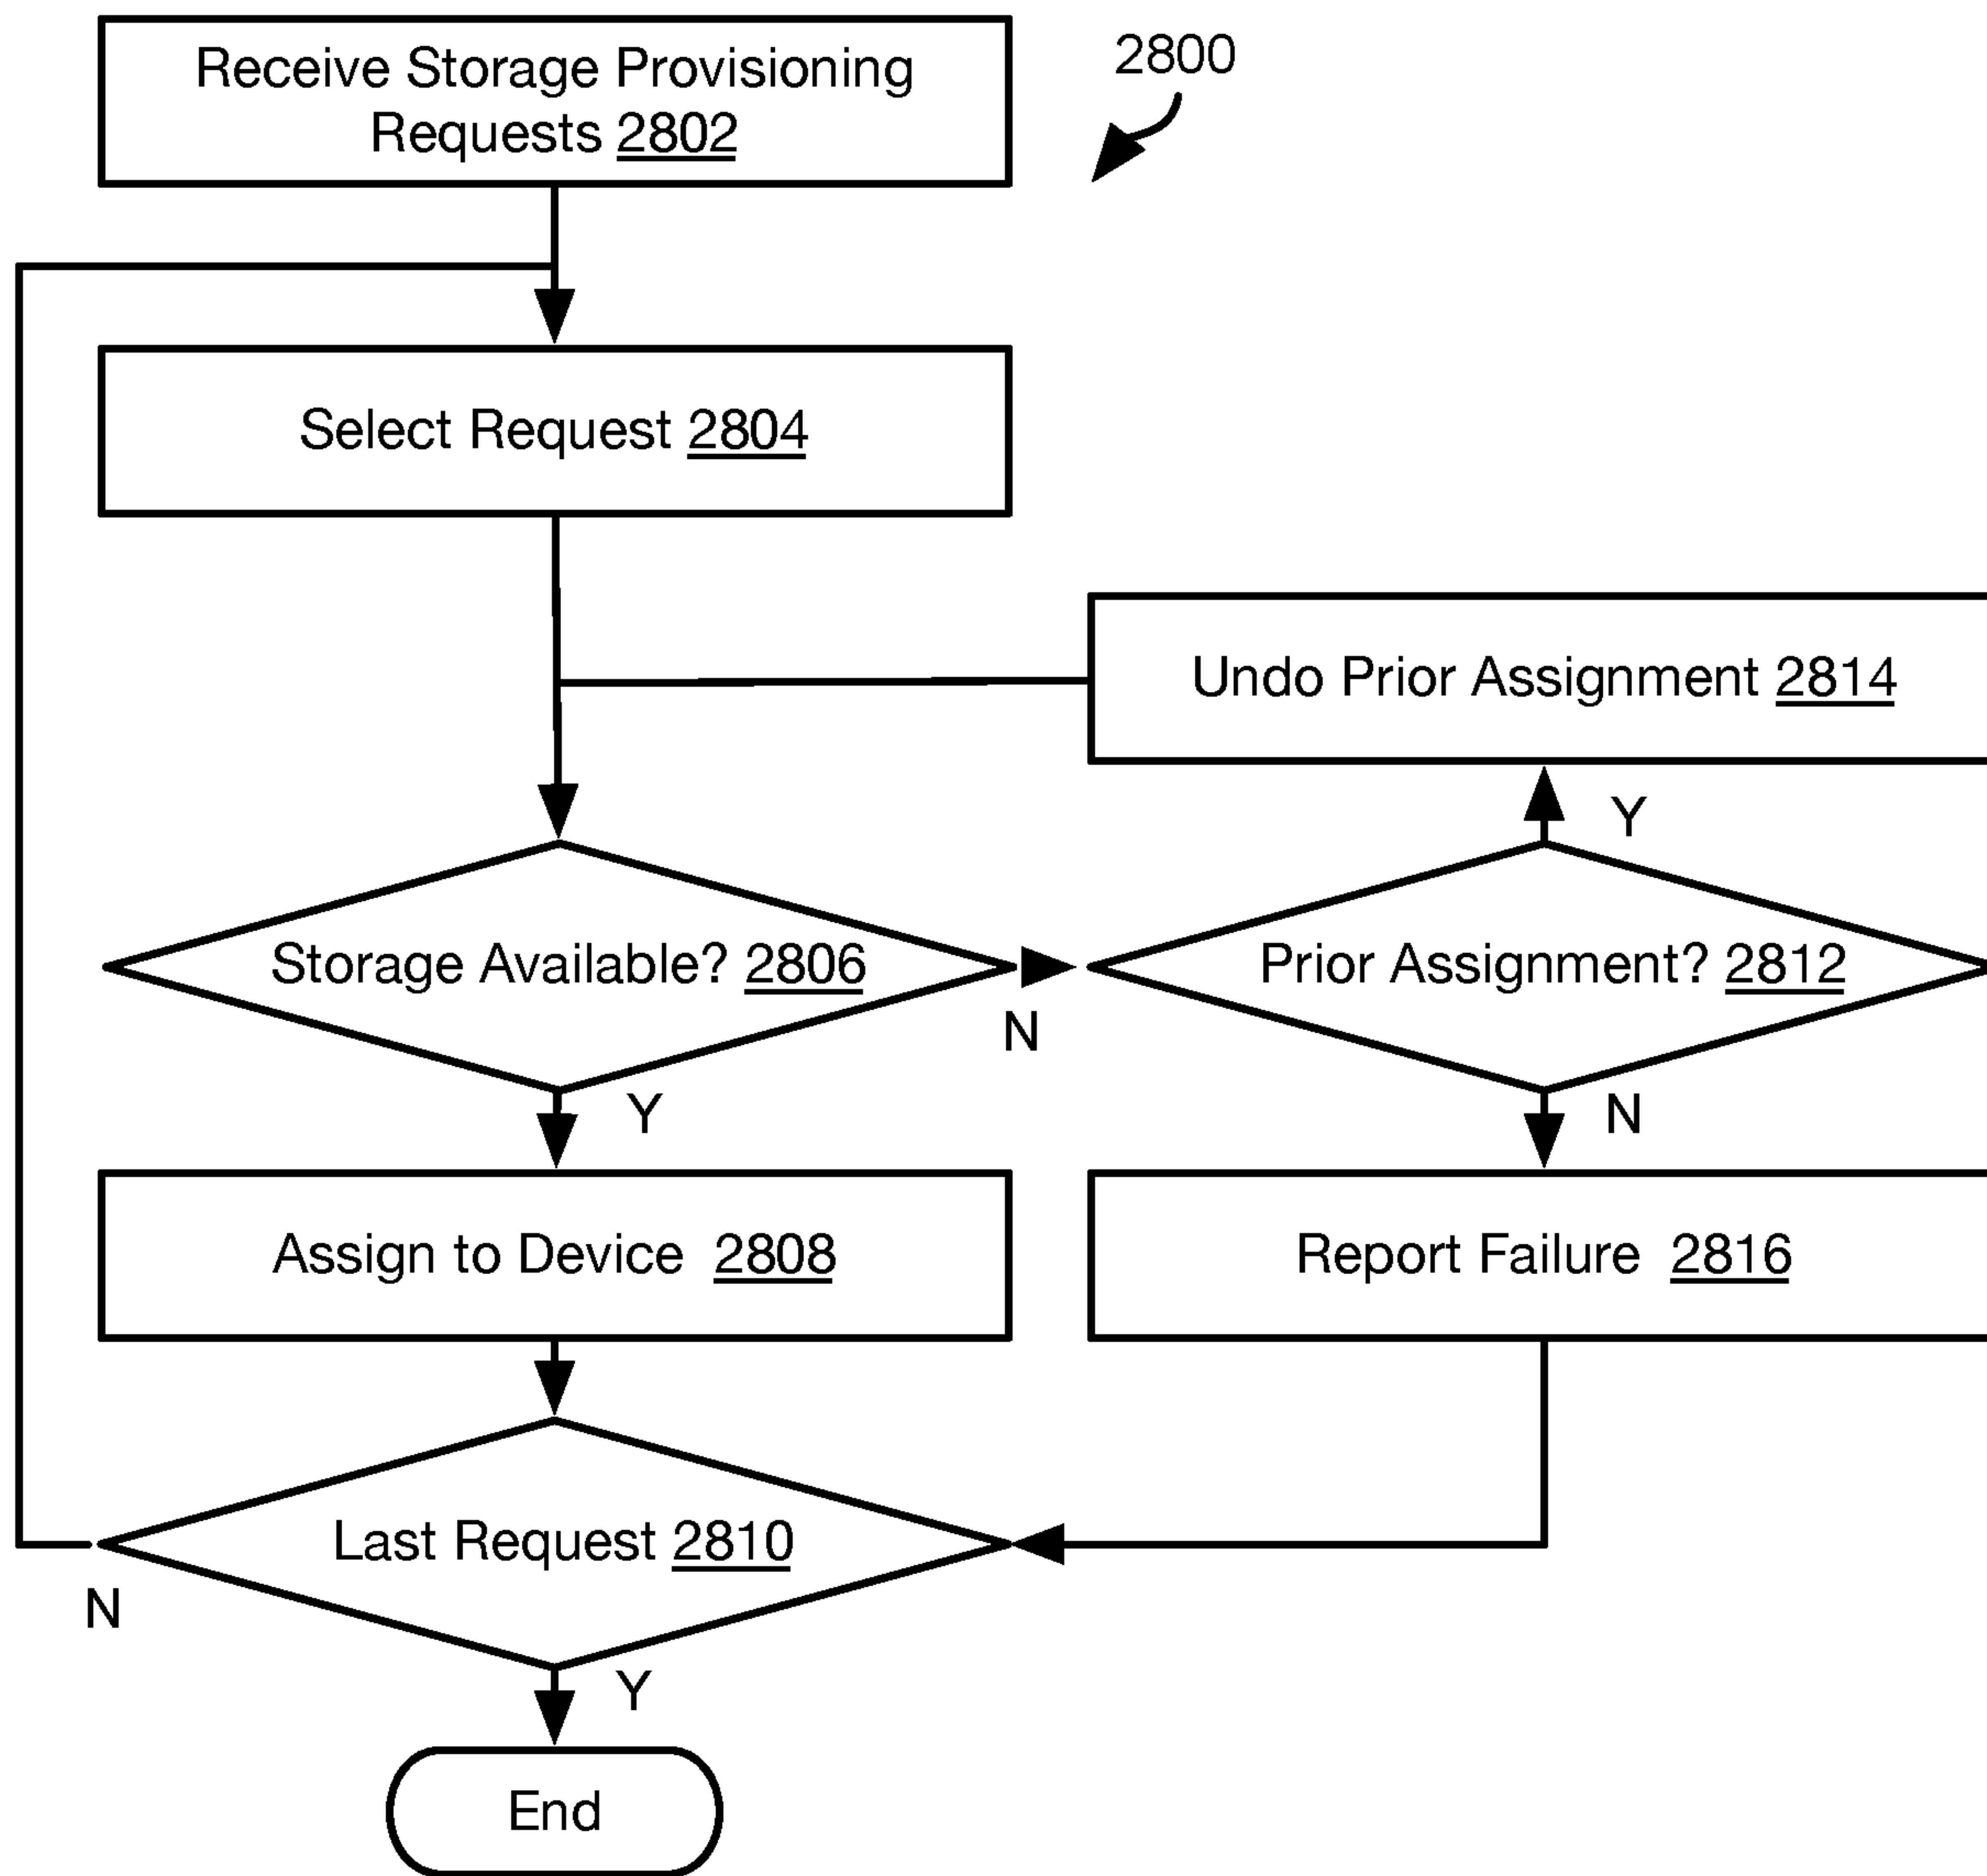 Receive Storage Provisioning
Requests 2802
2800
Select Request 2804
Undo Prior Assignment 2814
Y
Storage Available? 2806
Prior Assignment? 2812
N
Y
N
Assign to Device 2808
Report Failure 2816
Last Request 2810
N
Y
End